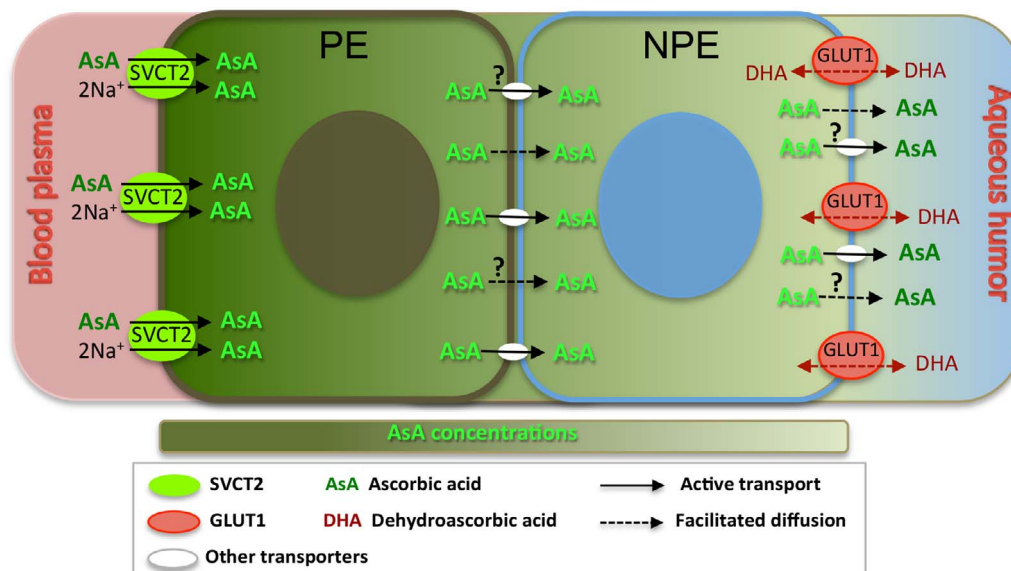 PE
NPE
Blood plasma
Aqueous humor
AsA SVCT2 AsA
2Na⁺ AsA
AsA SVCT2 AsA
2Na⁺ AsA
AsA SVCT2 AsA
2Na⁺ AsA
AsA ? AsA
AsA AsA
AsA AsA
AsA ? AsA
AsA AsA
GLUT1
DHA DHA
AsA AsA
AsA ? AsA
GLUT1
DHA
AsA AsA
AsA ? AsA
GLUT1
DHA
AsA concentrations
SVCT2 AsA Ascorbic acid Active transport
GLUT1 DHA Dehydroascorbic acid Facilitated diffusion
Other transporters